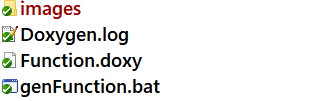 images
Doxygen.log
Function.doxy
genFunction.bat